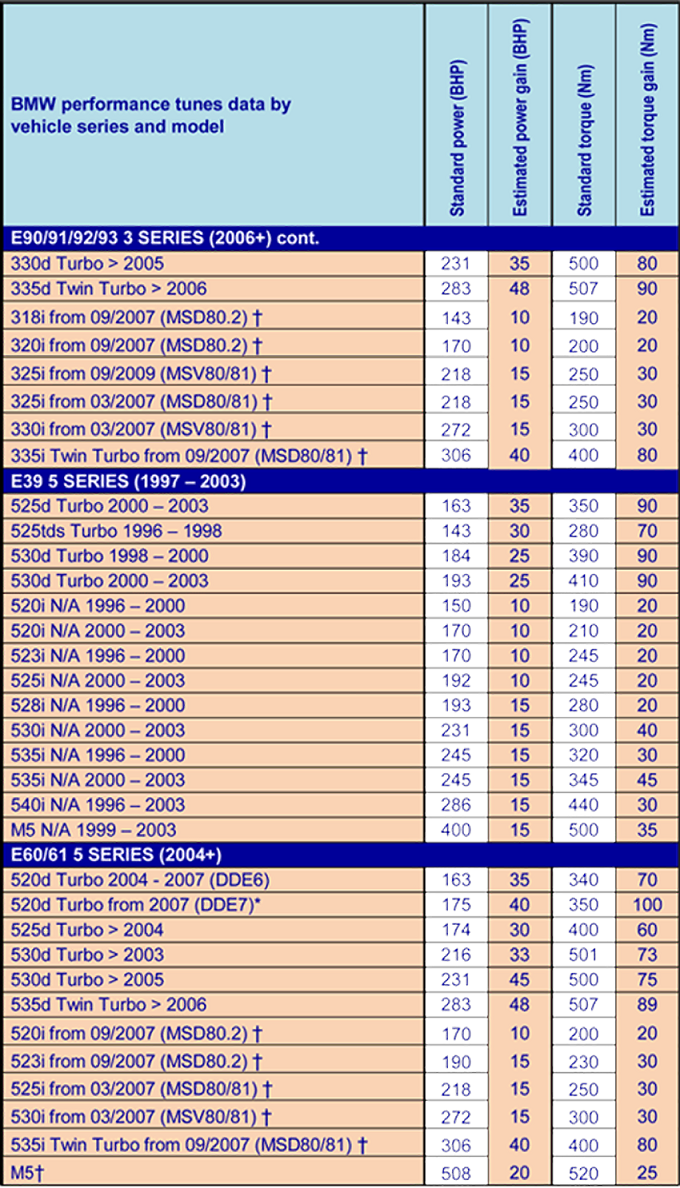 BMW performance tunes data by
vehicle series and model
Standard power (BHP)
Estimated power gain (BHP)
Standard torque (Nm)
Estimated torque gain (Nm)
E90/91/92/93 3 SERIES (2006+) cont.
330d Turbo > 2005 231 35 500 80
335d Twin Turbo > 2006 283 48 507 90
318i from 09/2007 (MSD80.2) † 143 10 190 20
320i from 09/2007 (MSD80.2) † 170 10 200 20
325i from 09/2009 (MSV80/81) † 218 15 250 30
325i from 03/2007 (MSD80/81) † 218 15 250 30
330i from 03/2007 (MSV80/81) † 272 15 300 30
335i Twin Turbo from 09/2007 (MSD80/81) † 306 40 400 80
E39 5 SERIES (1997 – 2003)
525d Turbo 2000 – 2003 163 35 350 90
525tds Turbo 1996 – 1998 143 30 280 70
530d Turbo 1998 – 2000 184 25 390 90
530d Turbo 2000 – 2003 193 25 410 90
520i N/A 1996 – 2000 150 10 190 20
520i N/A 2000 – 2003 170 10 210 20
523i N/A 1996 – 2000 170 10 245 20
525i N/A 2000 – 2003 192 10 245 20
528i N/A 1996 – 2000 193 15 280 20
530i N/A 2000 – 2003 231 15 300 40
535i N/A 1996 – 2000 245 15 320 30
535i N/A 2000 – 2003 245 15 345 45
540i N/A 1996 – 2003 286 15 440 30
M5 N/A 1999 – 2003 400 15 500 35
E60/61 5 SERIES (2004+)
520d Turbo 2004 - 2007 (DDE6) 163 35 340 70
520d Turbo from 2007 (DDE7)* 175 40 350 100
525d Turbo > 2004 174 30 400 60
530d Turbo > 2003 216 33 501 73
530d Turbo > 2005 231 45 500 75
535d Twin Turbo > 2006 283 48 507 89
520i from 09/2007 (MSD80.2) † 170 10 200 20
523i from 09/2007 (MSD80.2) † 190 15 230 30
525i from 03/2007 (MSD80/81) † 218 15 250 30
530i from 03/2007 (MSV80/81) † 272 15 300 30
535i Twin Turbo from 09/2007 (MSD80/81) † 306 40 400 80
M5† 508 20 520 25